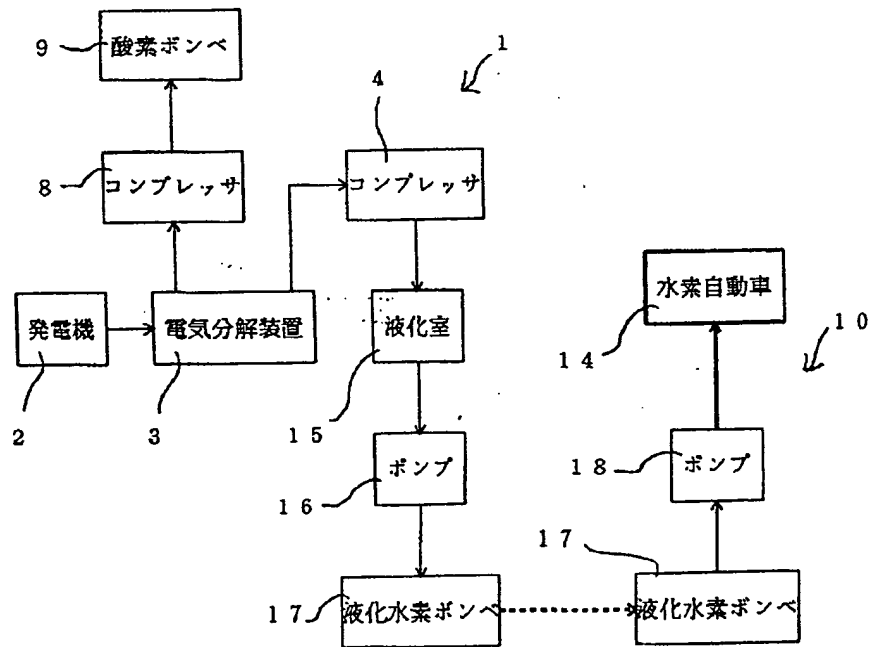 9
酸素ボンベ
1
4
8
コンプレッサ
コンプレッサ
水素自動車
発電機
電気分解装置
液化室
14
10
2
3
15
ポンプ
16
18
ポンプ
17
17
液化水素ボンベ
液化水素ボンベ